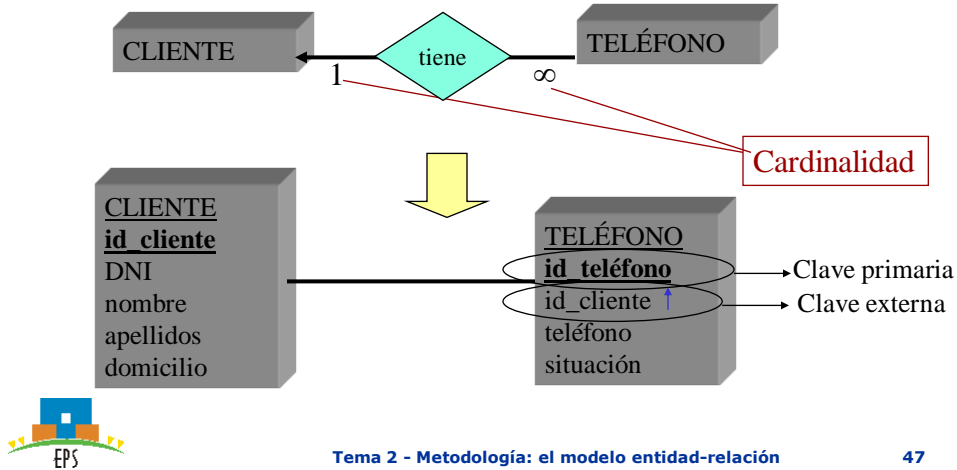 CLIENTE
tiene
TELÉFONO
1
∞
Cardinalidad
CLIENTE
id_cliente
DNI
nombre
apellidos
domicilio
TELÉFONO
id_teléfono
id_cliente
teléfono
situación
Clave primaria
Clave externa
EPS
Tema 2 - Metodología: el modelo entidad-relación
47